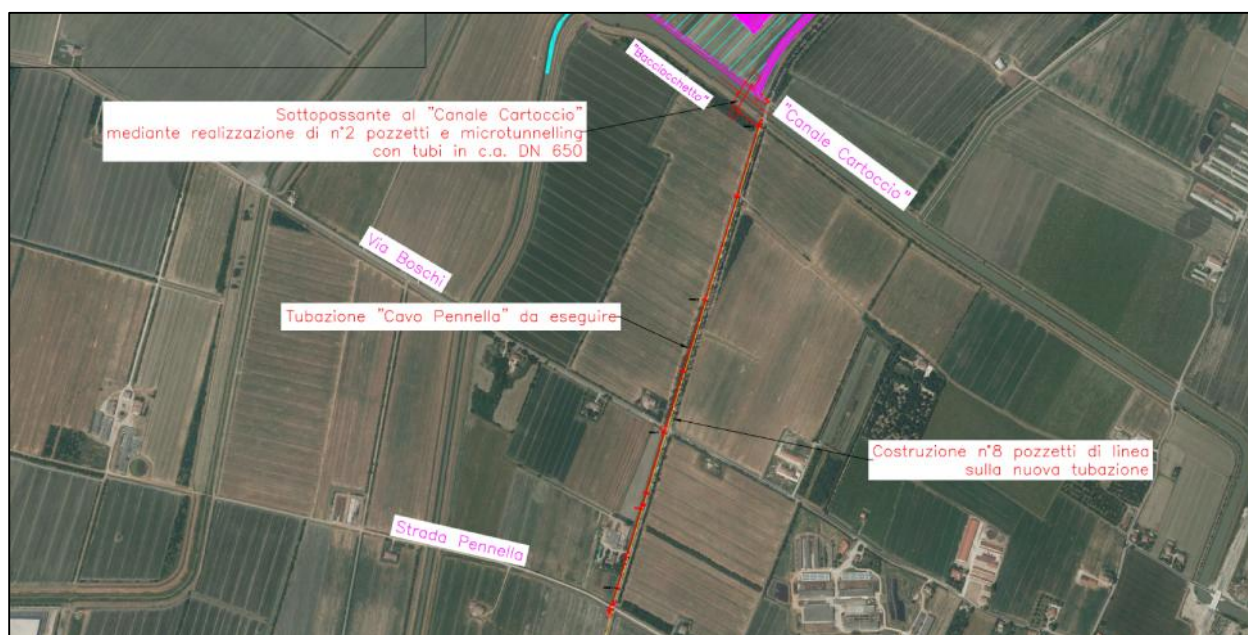 "Bacciacchetto"
Sottopassante al "Canale Cartoccio"
mediante realizzazione di n°2 pozzetti e microtunnelling
con tubi in c.a. DN 650
"Canale Cartoccio"
Via Boschi
Tubazione "Cavo Pennella" da eseguire
Costruzione n°8 pozzetti di linea
sulla nuova tubazione
Strada Pennella